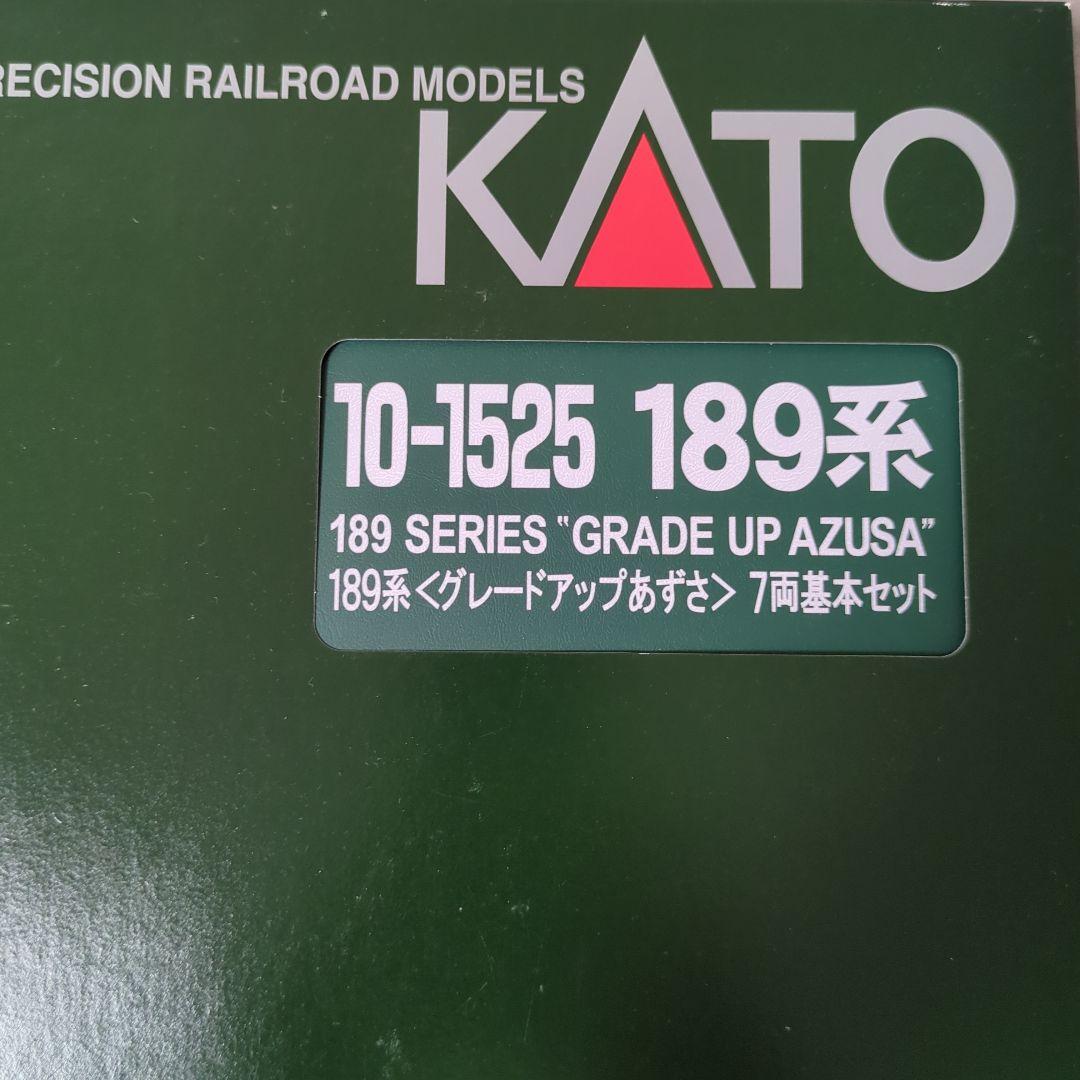 RECISION RAILROAD MODELS
KATO
10-1525 189系
189 SERIES "GRADE UP AZUSA"
189系<グレードアップあずさ> 7両基本セット